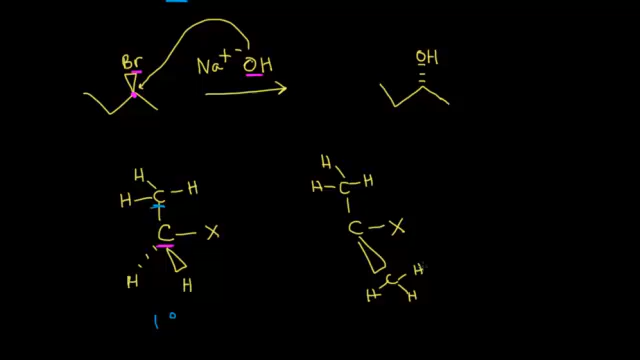 Br
Na+ -OH
OH
H
H-C-H
C-X
H H
1°
H
H-C-H
C-X
C-H
H H